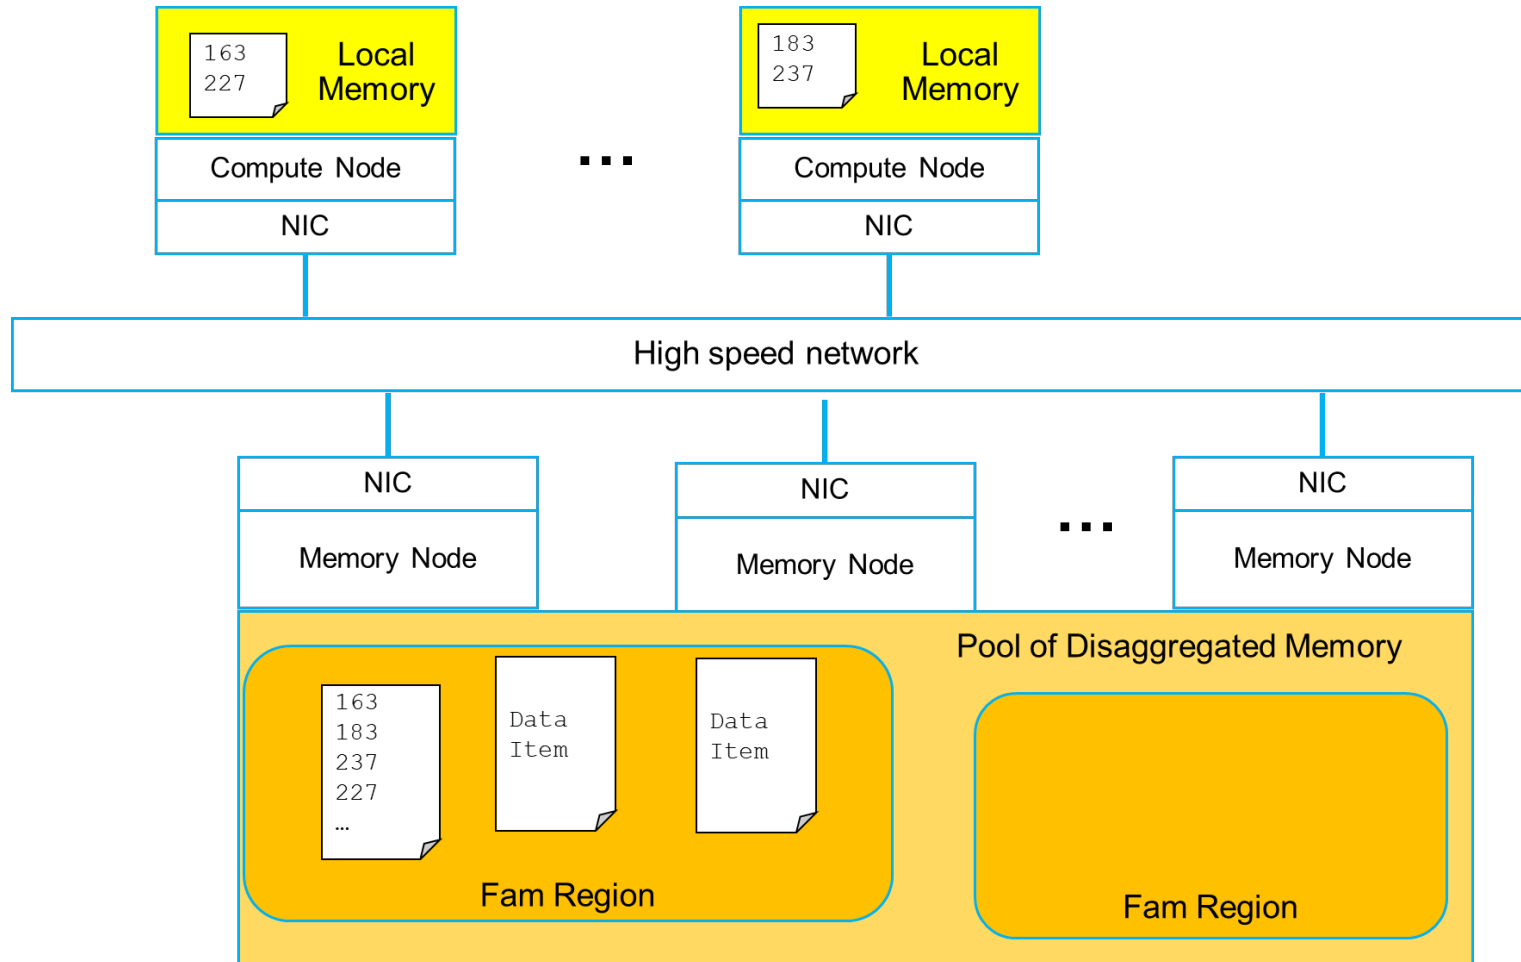 163
227
Local
Memory
183
237
Local
Memory
Compute Node
...
Compute Node
NIC
NIC
High speed network
NIC
NIC
NIC
Memory Node
Memory Node
...
Memory Node
Pool of Disaggregated Memory
163
183
237
227
...
Data
Item
Data
Item
Fam Region
Fam Region